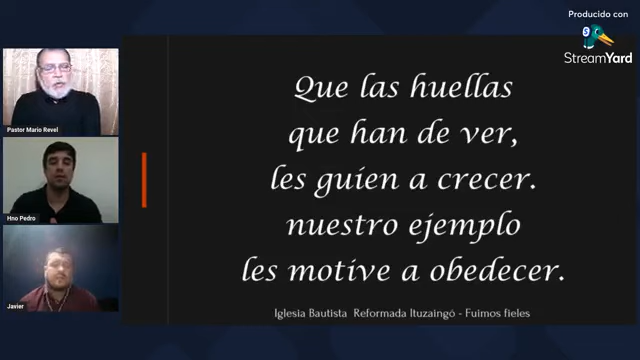 Producido con
StreamYard
Pastor Mario Revel
Hno Pedro
Javier
Que las huellas
que han de ver,
les guíen a crecer.
nuestro ejemplo
les motive a obedecer.
Iglesia Bautista Reformada Ituzaingó - Fuimos fieles